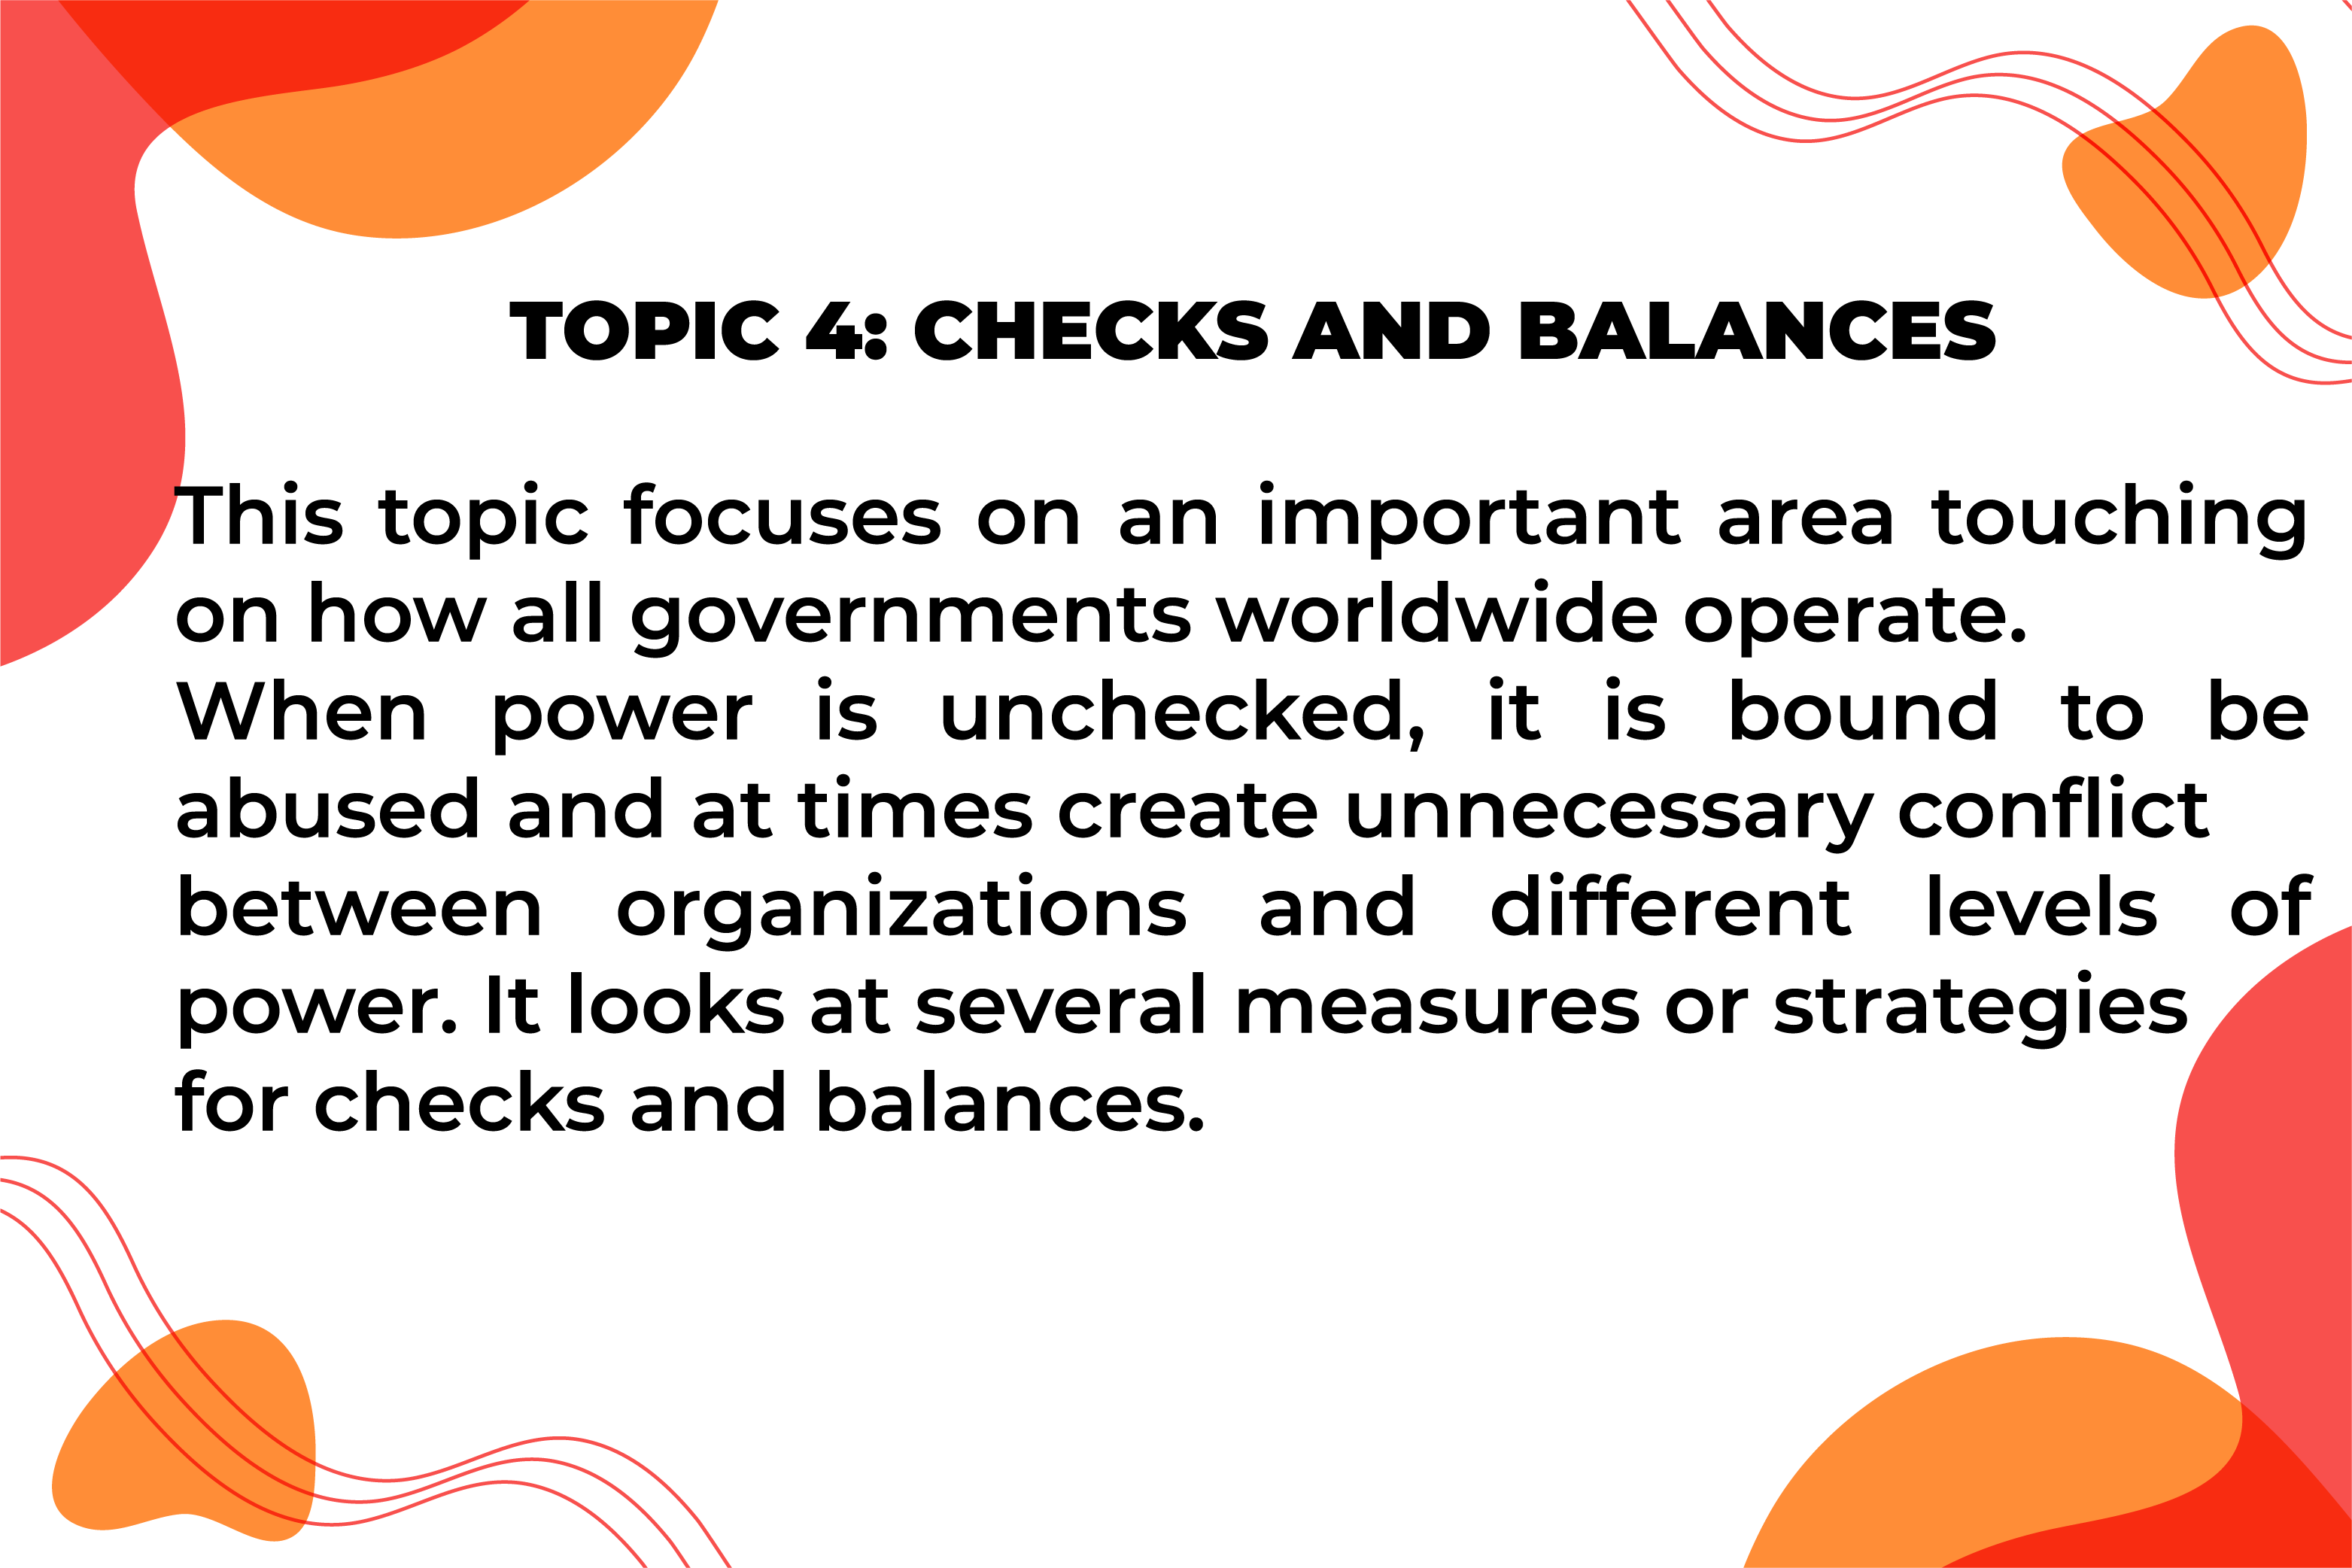 TOPIC 4: CHECKS AND BALANCES
This topic focuses on an important area touching
on how all governments worldwide operate.
When power is unchecked, it is bound to be
abused and at times create unnecessary conflict
between organizations and different levels of
power. It looks at several measures or strategies
for checks and balances.